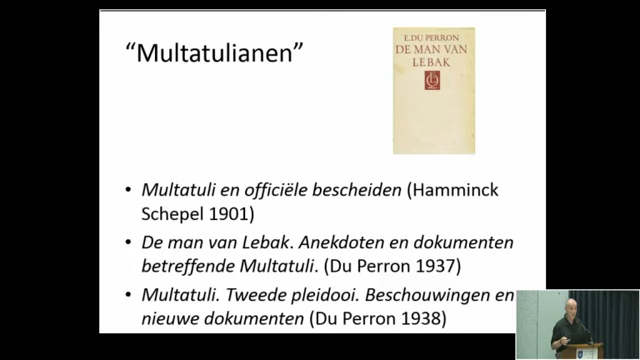 “Multatulianen”
E. DU PERRON
DE MAN VAN
LEBAK
• Multatuli en officiële bescheiden (Hamminck
Schepel 1901)
• De man van Lebak. Anekdoten en dokumenten
betreffende Multatuli. (Du Perron 1937)
• Multatuli. Tweede pleidooi. Beschouwingen en
nieuwe dokumenten (Du Perron 1938)